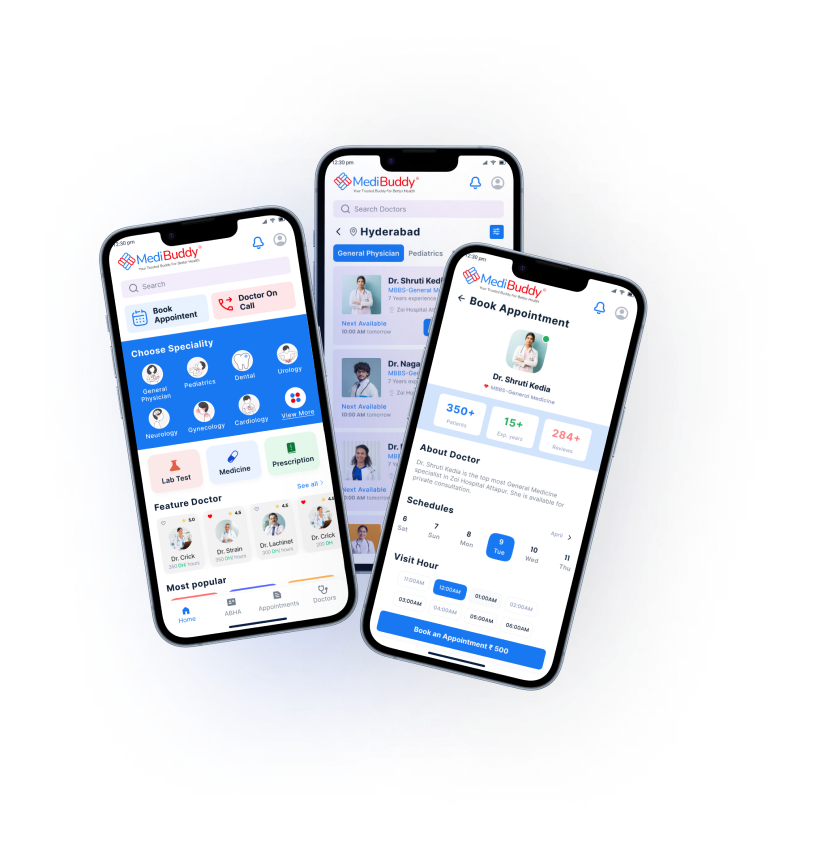 12:30 pm
MediBuddy®
Your Trusted Buddy For Better Health
Search
Book
Appointent
Doctor On
Call
Choose Speciality
General
Physician
Pediatrics
Dental
Urology
Neurology
Gynecology
Cardiology
View More
Lab Test
Medicine
Prescription
See all
Feature Doctor
5.0
4.5
4.5
4.5
Dr. Crick
Dr. Strain
Dr. Lachinet
Dr. Crick
hours
hours
hours
Most popular
Home
ABHA
Appointments
Doctors
12:30 pm
MediBuddy®
Your Trusted Buddy For Better Health
Search Doctors
Hyderabad
General Physician
Pediatrics
Dr. Shruti Kedi
MBBS-General M
7 Years experience
Zoi Hospital Att
Next Available
10:00 AM tomorrow
Dr. Naga
MBBS-G
7 Years ex
Zoi H
Next Available
10:00 AM tomorrow
Next Available
:00 AM tomorrow
12:30 pm
MediBuddy®
Your Trusted Buddy For Better Health
Book Appointment
Dr. Shruti Kedia
MBBS-General Medicine
350+
Patients
15+
Exp. years
284+
Reviews
About Doctor
Dr. Shruti Kedia is the top most General Medicine
specialist in Zoi Hospital Attapur. She is available for
private consultation.
Schedules
April
6
Sat
7
Sun
8
Mon
9
Tue
10
Wed
11
Thu
Visit Hour
11:00AM
12:00AM
01:00AM
02:00AM
03:00AM
04:00AM
05:00AM
06:00AM
Book an Appointment ₹ 500